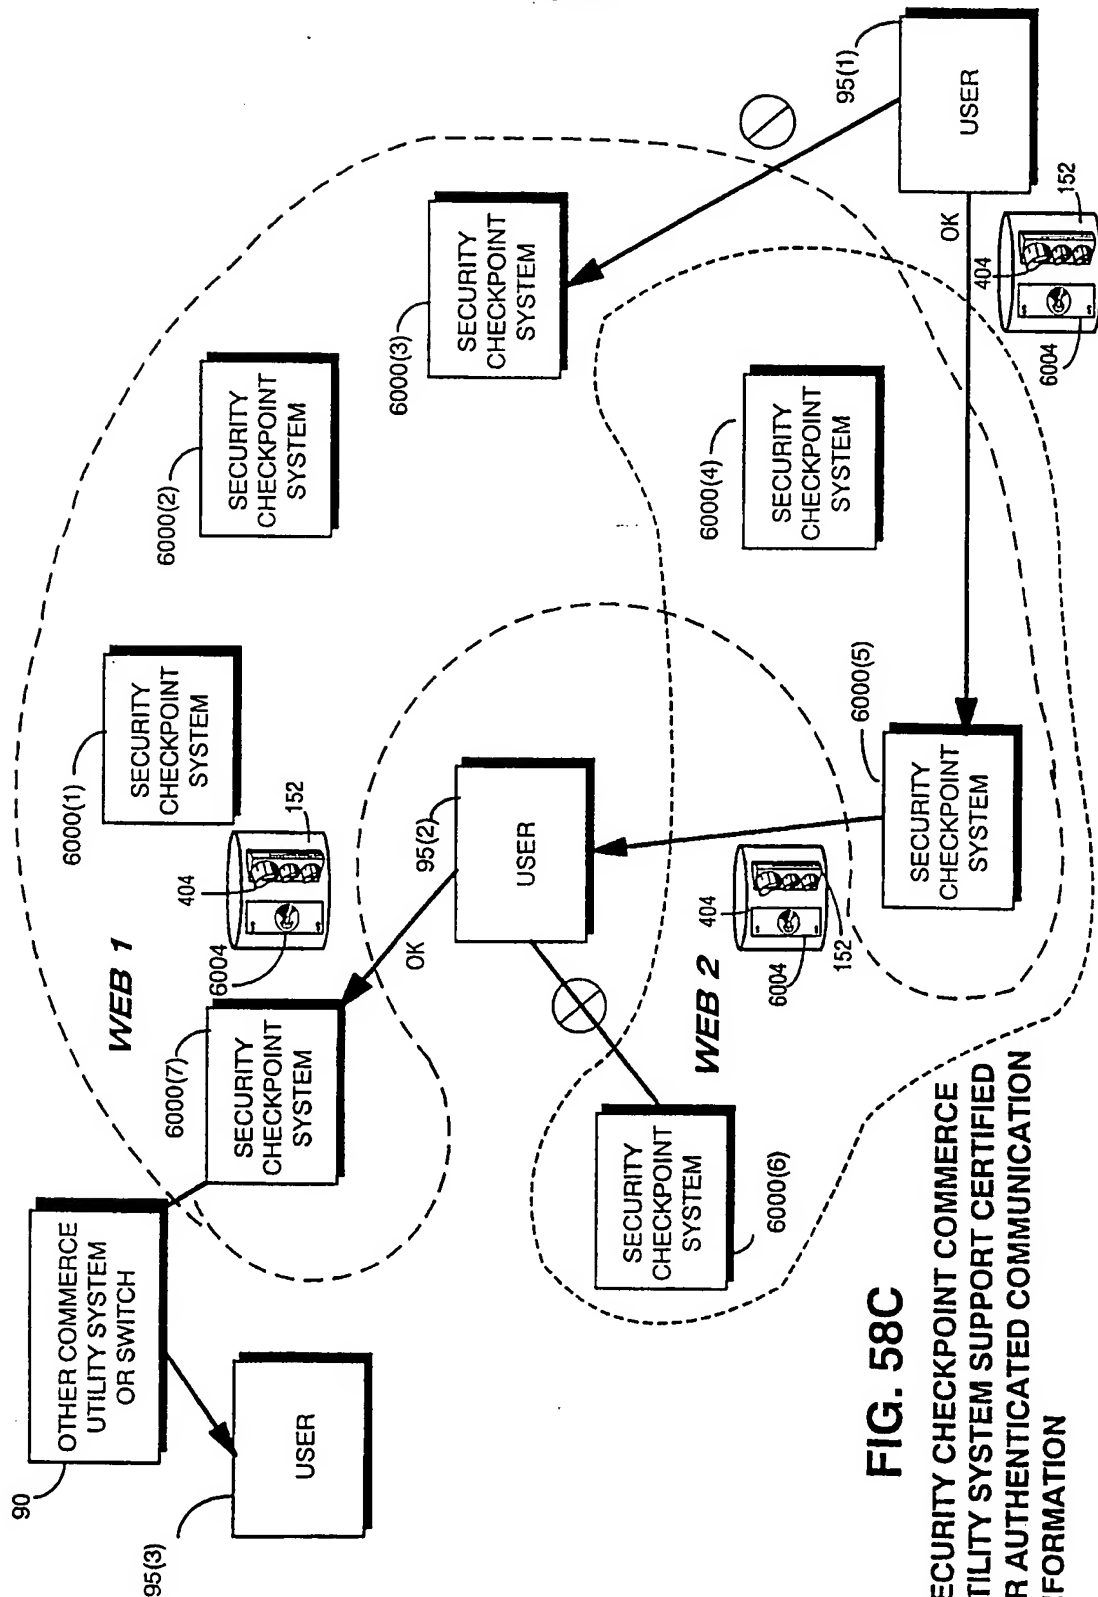 90
OTHER COMMERCE
UTILITY SYSTEM
OR SWITCH
95(3)
USER
WEB 1
6000(1)
SECURITY
CHECKPOINT
SYSTEM
6000(2)
SECURITY
CHECKPOINT
SYSTEM
6000(7)
SECURITY
CHECKPOINT
SYSTEM
404
6004
152
6000(3)
SECURITY
CHECKPOINT
SYSTEM
OK
95(2)
USER
6000(6)
SECURITY
CHECKPOINT
SYSTEM
WEB 2
404
6004
152
6000(4)
SECURITY
CHECKPOINT
SYSTEM
95(1)
USER
6000(5)
SECURITY
CHECKPOINT
SYSTEM
OK
404
6004
152
FIG. 58C
ECURITY CHECKPOINT COMMERCE
TILITY SYSTEM SUPPORT CERTIFIED
R AUTHENTICATED COMMUNICATION
FORMATION